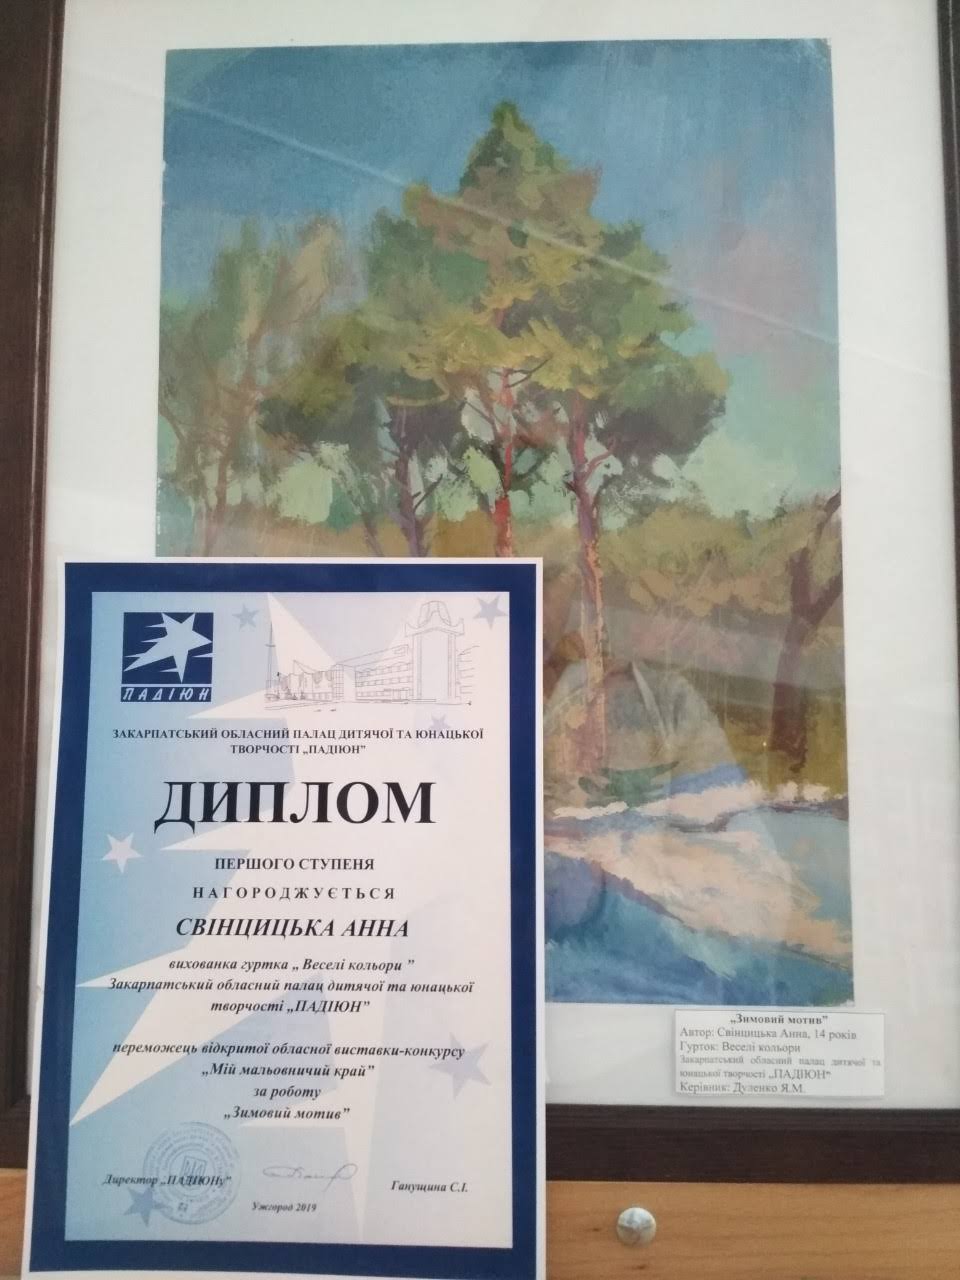 ПАДІЮН
ЗАКАРПАТСЬКИЙ ОБЛАСНИЙ ПАЛАЦ ДИТЯЧОЇ ТА ЮНАЦЬКОЇ
ТВОРЧОСТІ „ПАДІЮН”
ДИПЛОМ
ПЕРШОГО СТУПЕНЯ
НАГОРОДЖУЄТЬСЯ
СВІНЦИЦЬКА АННА
вихованка гуртка „ Веселі кольори ”
Закарпатський обласний палац дитячої та юнацької
творчості „ПАДІЮН”
переможець відкритої обласної виставки-конкурсу
„Мій мальовничий край”
за роботу
„Зимовий мотив”
Директор „ПАДІЮНу”
Ганущина С.І.
Ужгород 2019
„Зимовий мотив”
Автор: Свінцицька Анна, 14 років
Гурток: Веселі кольори
Закарпатський обласний палац дитячої та
юнацької творчості „ПАДІЮН“
Керівник: Дуленко Я.М.